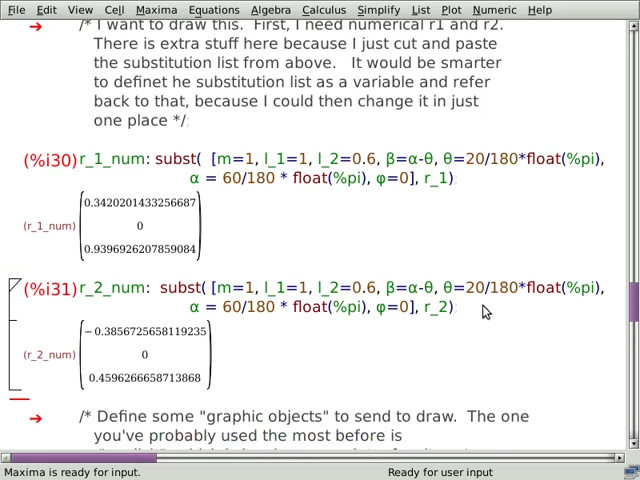 File Edit View Cell Maxima Equations Algebra Calculus Simplify List Plot Numeric Help
➔ /* I want to draw this. First, I need numerical r1 and r2.
There is extra stuff here because I just cut and paste
the substitution list from above. It would be smarter
to definet he substitution list as a variable and refer
back to that, because I could then change it in just
one place */;
(%i30) r_1_num: subst( [m=1, l_1=1, l_2=0.6, β=α-θ, θ=20/180*float(%pi),
α = 60/180 * float(%pi), φ=0], r_1);
0.3420201433256687
(r_1_num) 0
0.9396926207859084
(%i31) r_2_num: subst( [m=1, l_1=1, l_2=0.6, β=α-θ, θ=20/180*float(%pi),
α = 60/180 * float(%pi), φ=0], r_2);
−0.3856725658119235
(r_2_num) 0
0.4596266658713868
➔ /* Define some "graphic objects" to send to draw. The one
you've probably used the most before is
Maxima is ready for input. Ready for user input